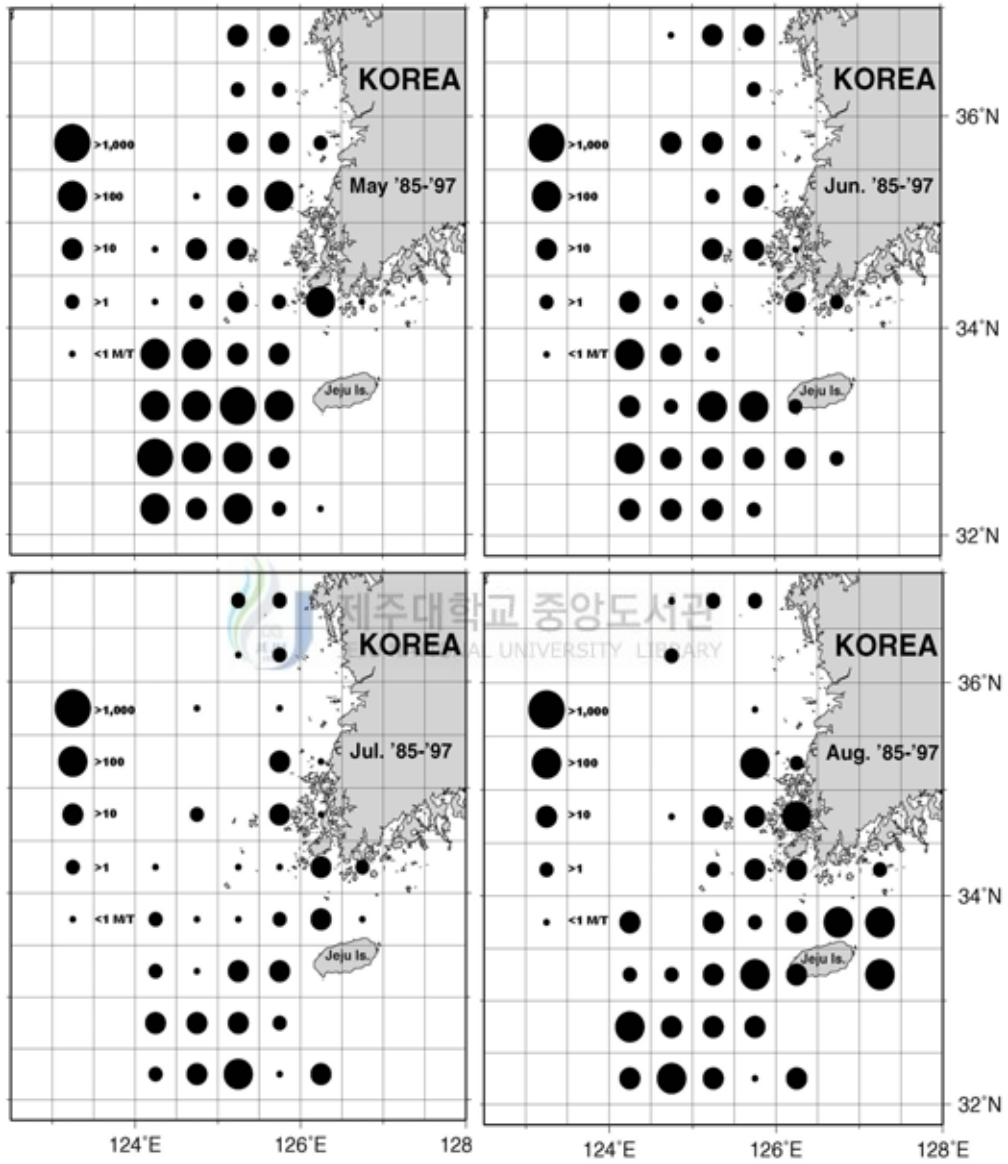 KOREA
>1,000
May '85-'97
>100
>10
>1
<1 M/T
Jeju Is.
KOREA
36°N
>1,000
Jun. '85-'97
>100
>10
>1
34°N
<1 M/T
Jeju Is.
32°N
제주대학교 중앙도서관
NATIONAL UNIVERSITY LIBRARY
KOREA
>1,000
Jul. '85-'97
>100
>10
>1
<1 M/T
Jeju Is.
124°E
126°E
128
KOREA
36°N
>1,000
Aug. '85-'97
>100
>10
>1
34°N
<1 M/T
Jeju Is.
32°N
124°E
126°E
128°E